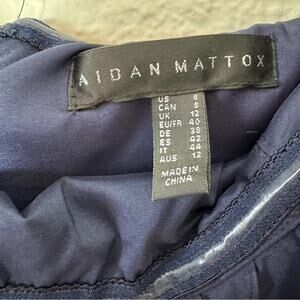 AIDAN MATTOX
US 8
CAN 8
UK 12
EU/FR 40
DE 38
ES 42
IT 44
AUS 12
MADE IN
CHINA